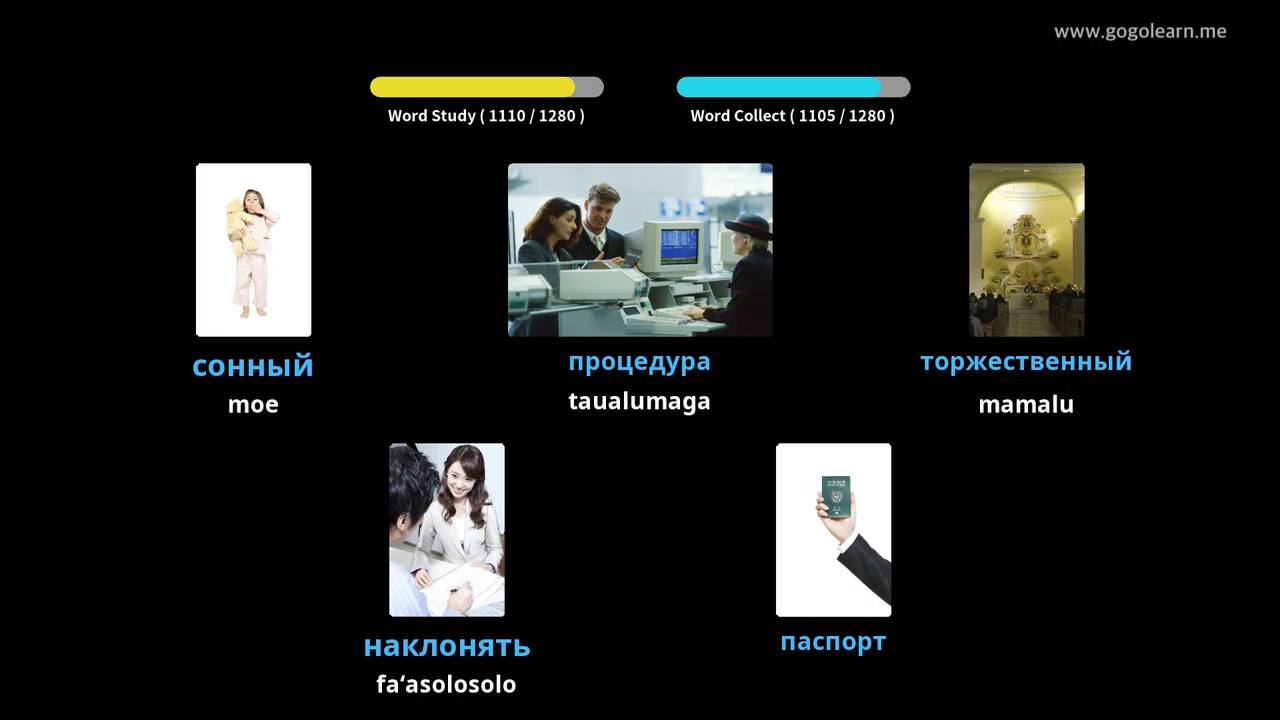 www.gogolearn.me
Word Study ( 1110 / 1280 )
Word Collect ( 1105 / 1280 )
сонный
moe
процедура
taualumaga
торжественный
mamalu
наклонять
fa‘asolosolo
паспорт